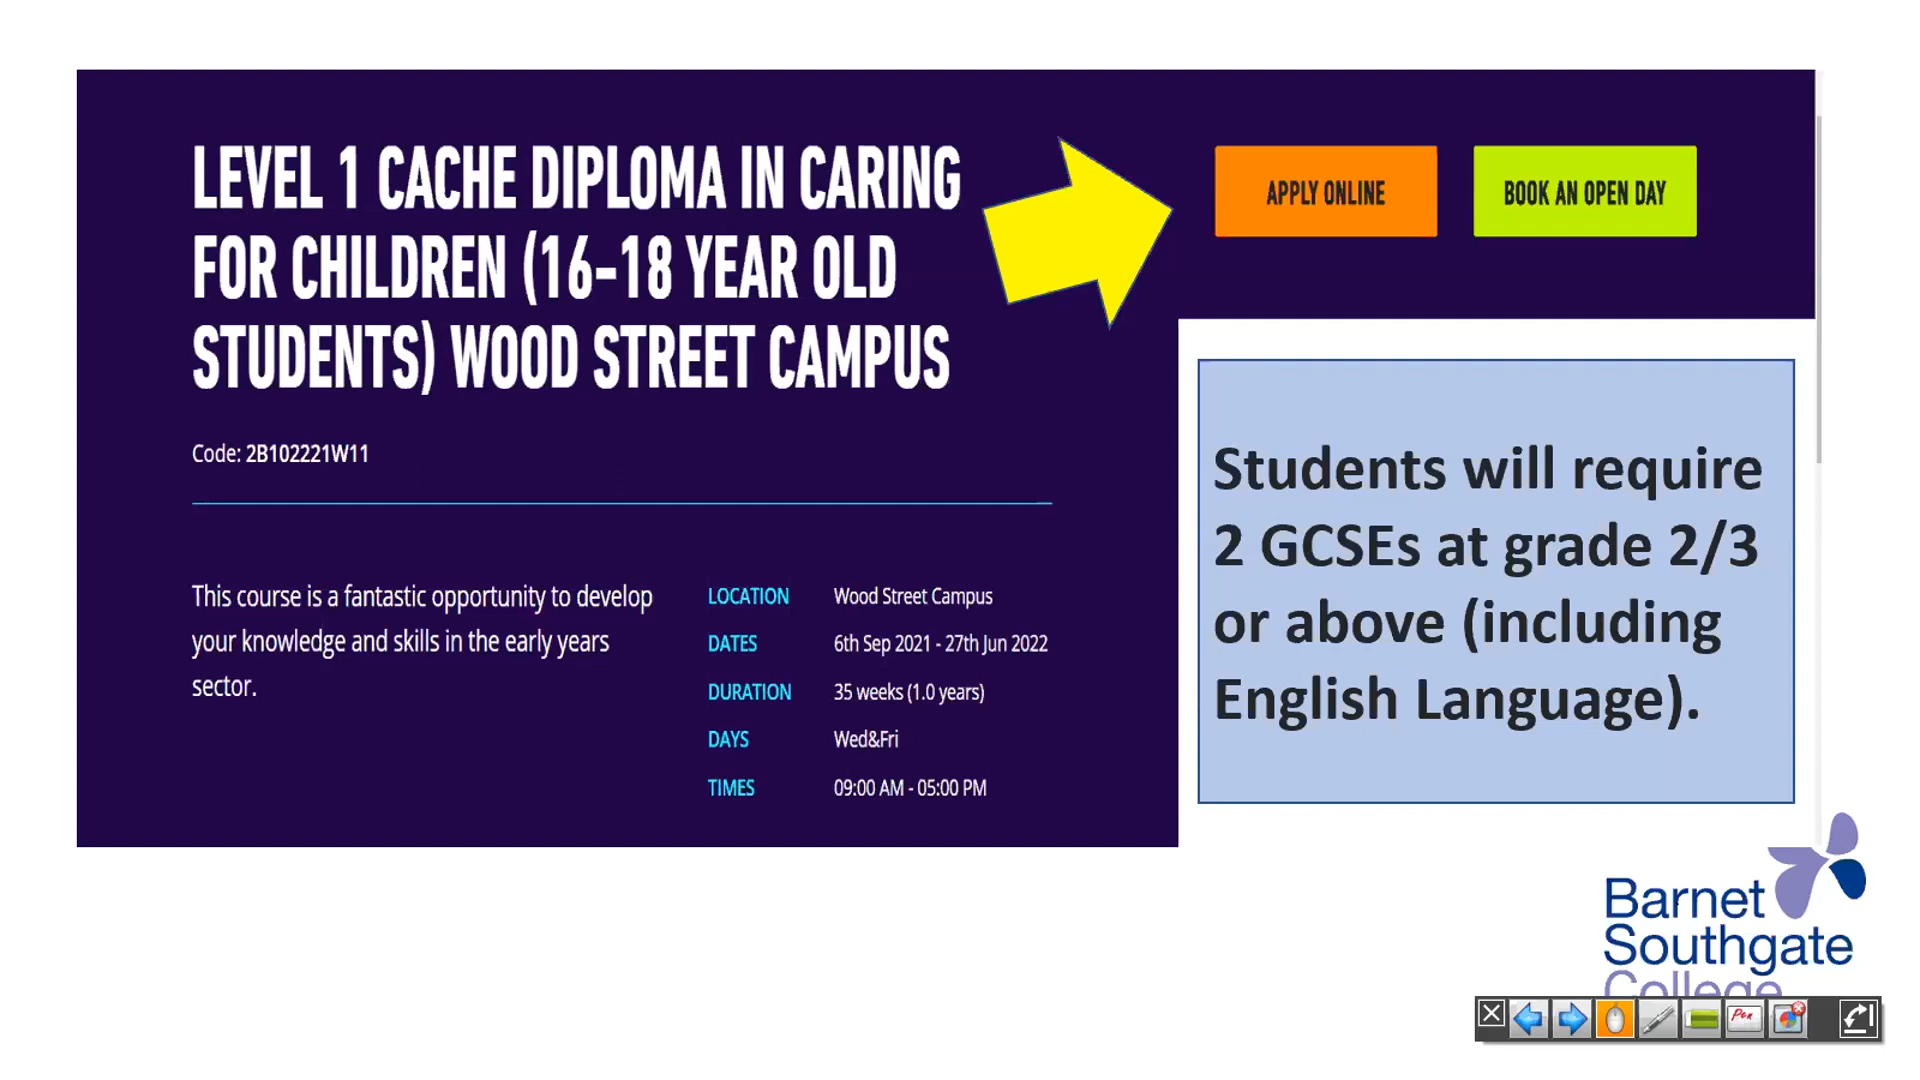 LEVEL 1 CACHE DIPLOMA IN CARING
FOR CHILDREN (16-18 YEAR OLD
STUDENTS) WOOD STREET CAMPUS
Code: 2B102221W11
This course is a fantastic opportunity to develop
your knowledge and skills in the early years
sector.
LOCATION Wood Street Campus
DATES 6th Sep 2021 - 27th Jun 2022
DURATION 35 weeks (1.0 years)
DAYS Wed&Fri
TIMES 09:00 AM - 05:00 PM
APPLY ONLINE
BOOK AN OPEN DAY
Students will require
2 GCSEs at grade 2/3
or above (including
English Language).
Barnet
Southgate
College
Pen